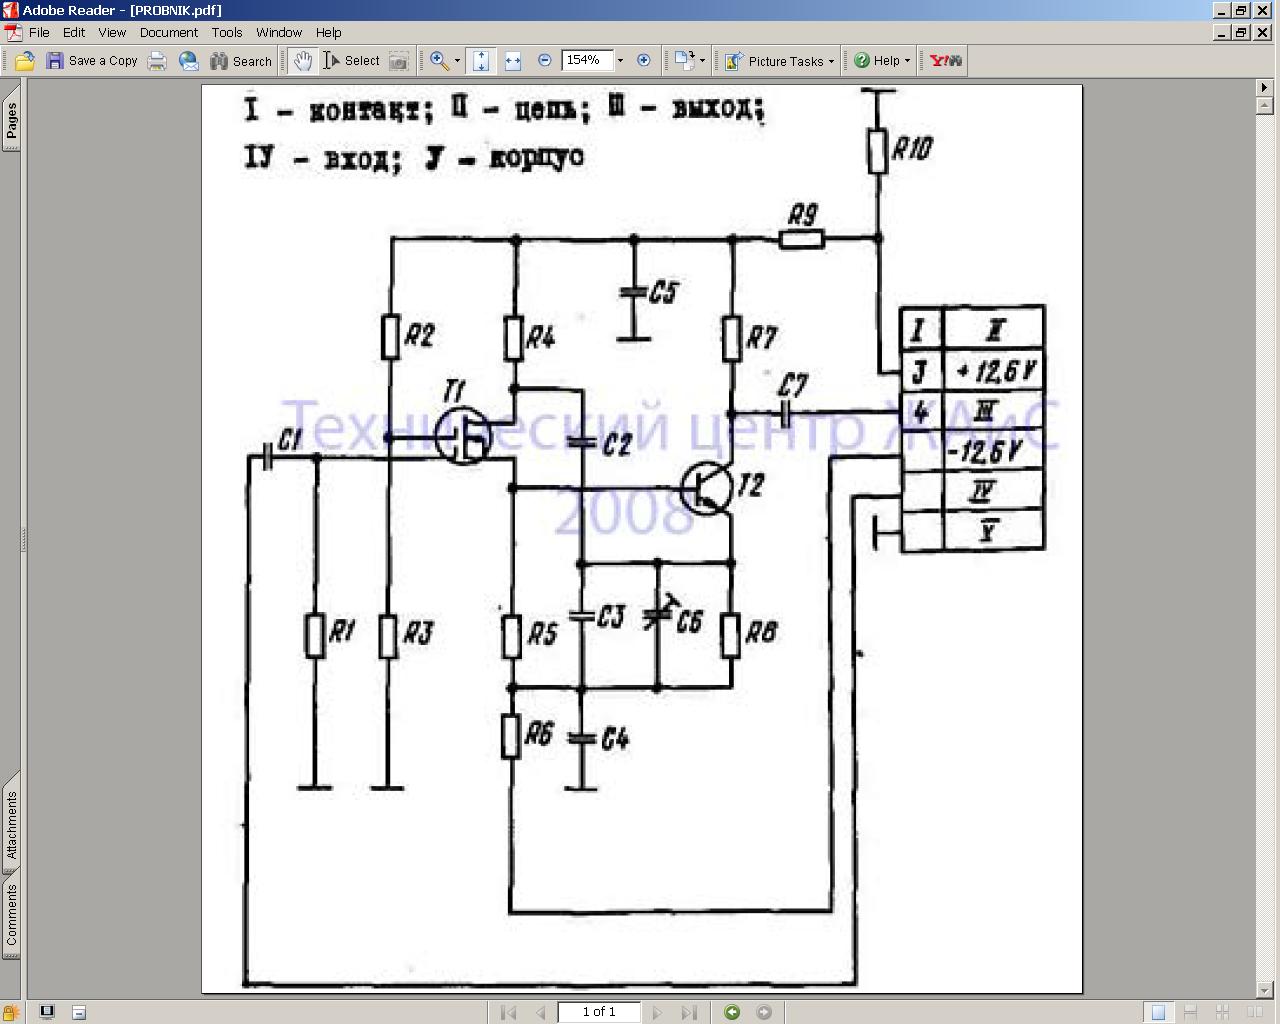 Adobe Reader - [PROBNIK.pdf]
File Edit View Document Tools Window Help
Save a Copy Search Select 154% Picture Tasks Help Y!
Pages
I - контакт; II - цепь; III - выход;
IУ - вход; У - корпус
R10
R9
C5
R2 R4 R7
I II
3 +12,6V
T1 C7
4 III
C1 C2
-12,6V
T2
IV
V
Технический центр ЖАиС
2008
R1 R3 R5 C3 C6 R8
R6 C4
Attachments
Comments
1 of 1